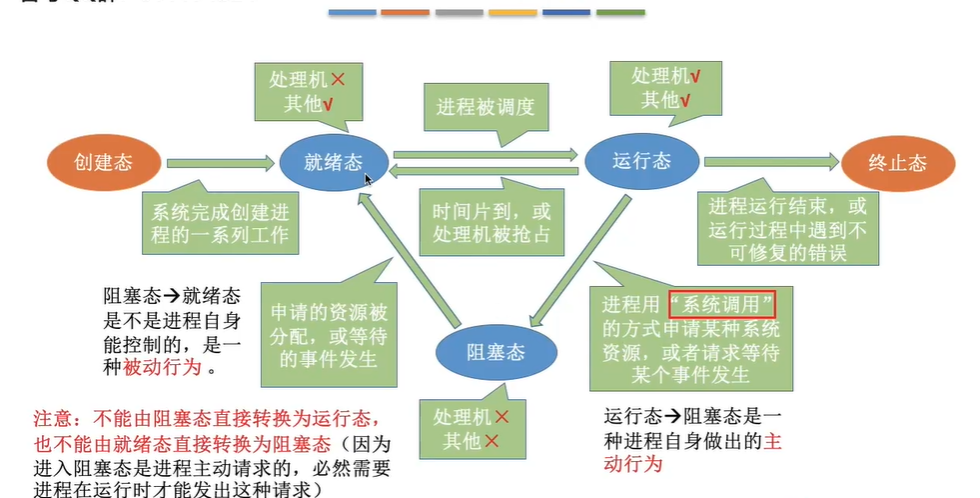 处理机×
其他√
处理机√
其他√
进程被调度
创建态
就绪态
运行态
终止态
系统完成创建进
程的一系列工作
时间片到，或
处理机被抢占
进程运行结束，或
运行过程中遇到不
可修复的错误
阻塞态→就绪态
是不是进程自身
能控制的，是一
种被动行为。
申请的资源被
分配，或等待
的事件发生
进程用“系统调用”
的方式申请某种系统
资源，或者请求等待
某个事件发生
阻塞态
处理机×
其他×
注意：不能由阻塞态直接转换为运行态，
也不能由就绪态直接转换为阻塞态（因为
进入阻塞态是进程主动请求的，必然需要
进程在运行时才能发出这种请求）
运行态→阻塞态是一
种进程自身做出的主
动行为